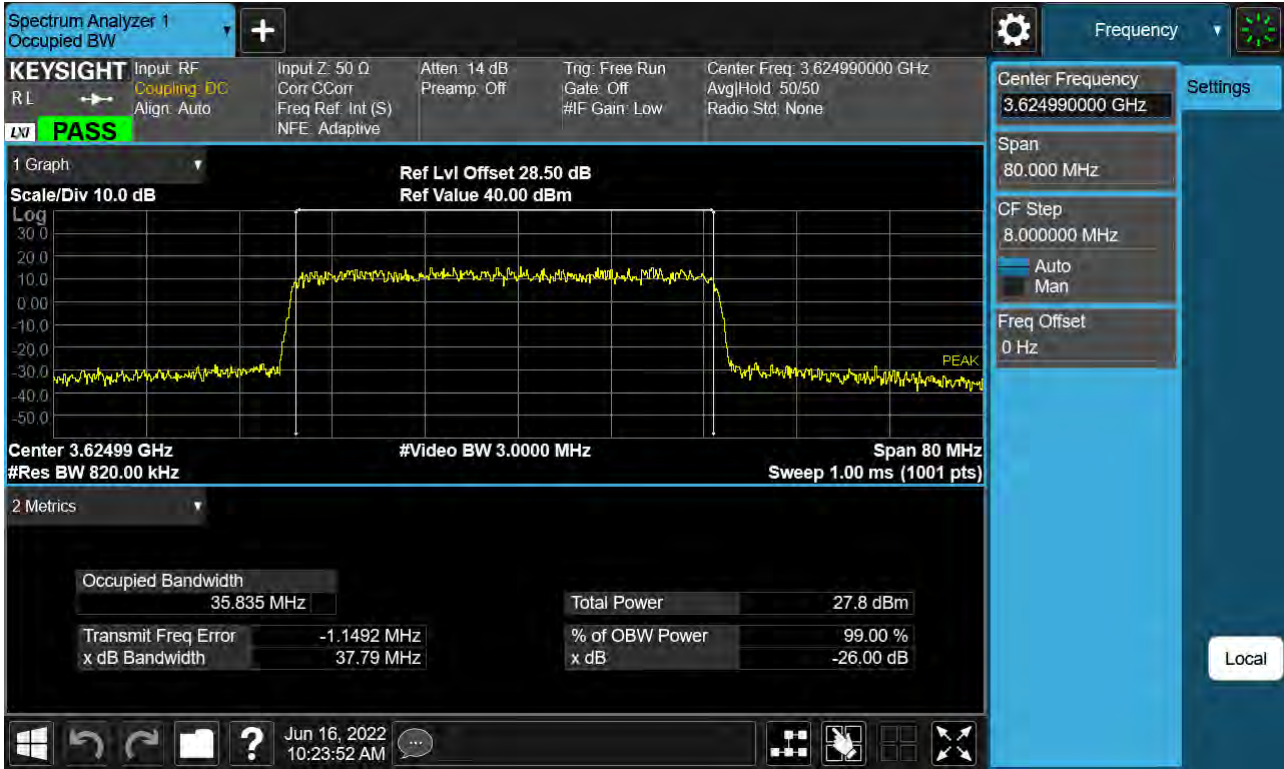 Spectrum Analyzer 1
Occupied BW
+
Frequency
KEYSIGHT
R L
LXI PASS
Input: RF
Coupling: DC
Align: Auto
Input Z: 50 Ω
Corr CCorr
Freq Ref: Int (S)
NFE: Adaptive
Atten: 14 dB
Preamp: Off
Trig: Free Run
Gate: Off
#IF Gain: Low
Center Freq: 3.624990000 GHz
Avg|Hold: 50/50
Radio Std: None
1 Graph
Scale/Div 10.0 dB
Ref Lvl Offset 28.50 dB
Ref Value 40.00 dBm
Log
30.0
20.0
10.0
0.00
-10.0
-20.0
-30.0
-40.0
-50.0
PEAK
Center 3.62499 GHz
#Video BW 3.0000 MHz
Span 80 MHz
#Res BW 820.00 kHz
Sweep 1.00 ms (1001 pts)
2 Metrics
Occupied Bandwidth
35.835 MHz
Transmit Freq Error -1.1492 MHz
x dB Bandwidth 37.79 MHz
Total Power 27.8 dBm
% of OBW Power 99.00 %
x dB -26.00 dB
Center Frequency
3.624990000 GHz
Span
80.000 MHz
CF Step
8.000000 MHz
Auto
Man
Freq Offset
0 Hz
Settings
Local
?
Jun 16, 2022
10:23:52 AM